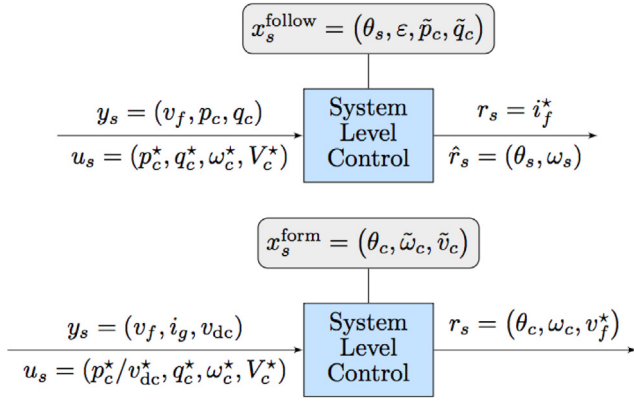 x_s^follow = (θ_s, ε, p̃_c, q̃_c)
y_s = (v_f, p_c, q_c)
u_s = (p_c^⋆, q_c^⋆, ω_c^⋆, V_c^⋆)
System
Level
Control
r_s = i_f^⋆
r̂_s = (θ_s, ω_s)
x_s^form = (θ_c, ω̃_c, ṽ_c)
y_s = (v_f, i_g, v_dc)
u_s = (p_c^⋆/v_dc^⋆, q_c^⋆, ω_c^⋆, V_c^⋆)
System
Level
Control
r_s = (θ_c, ω_c, v_f^⋆)